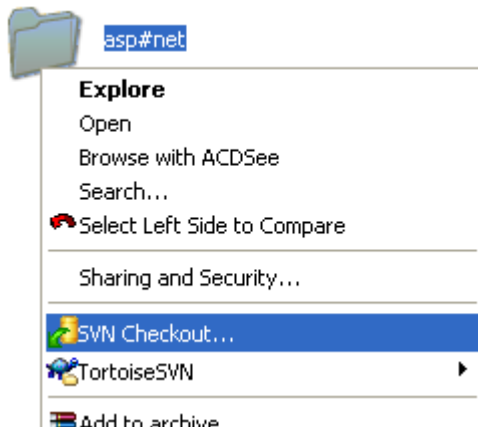 asp#net
Explore
Open
Browse with ACDSee
Search...
Select Left Side to Compare
Sharing and Security...
SVN Checkout...
TortoiseSVN
Add to archive